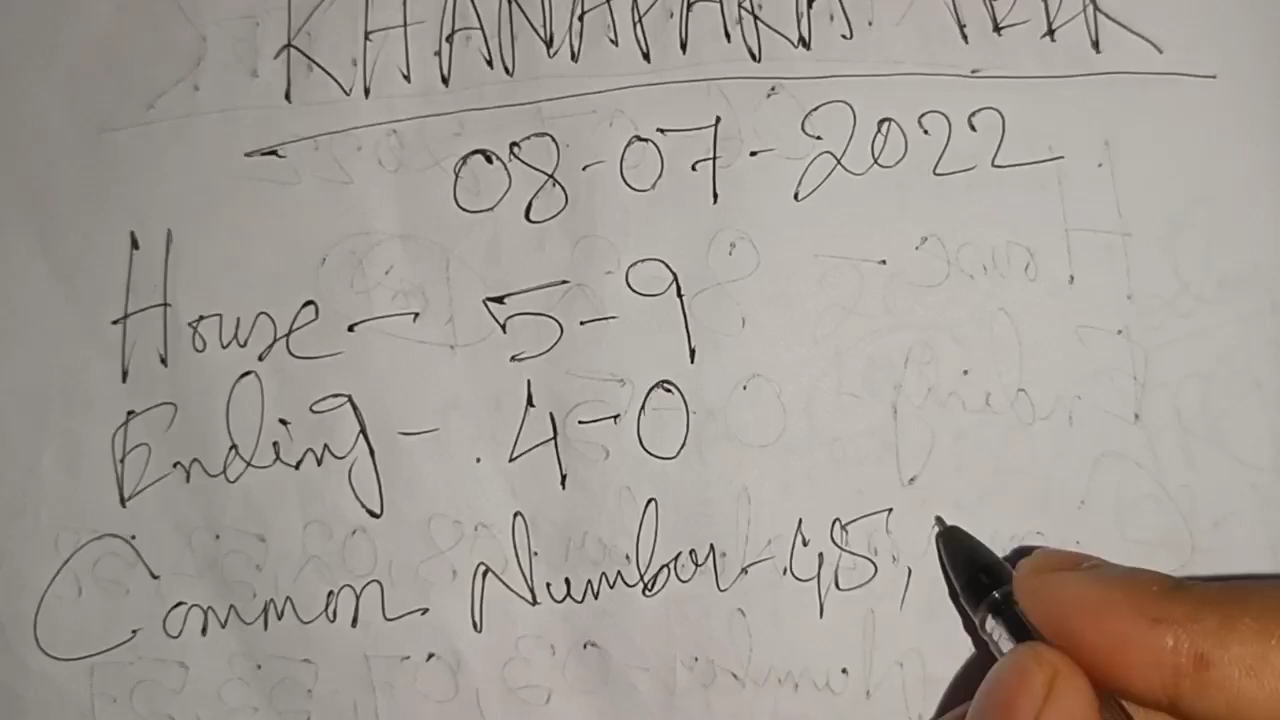 KHANAPARA TEER
08-07-2022
House - 5-9
Ending - 4-0
Common Number - 45,